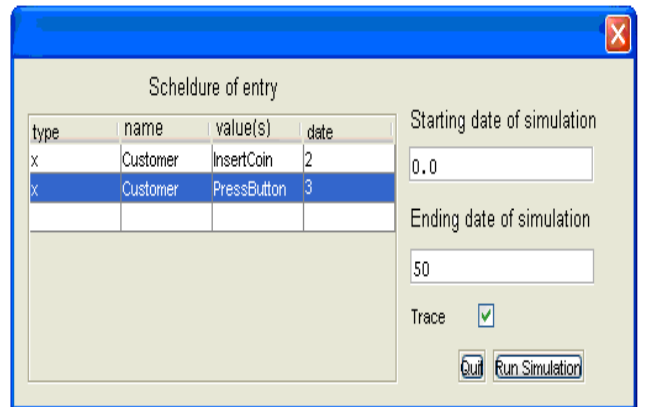 Scheldure of entry
type name value(s) date
x Customer InsertCoin 2
x Customer PressButton 3
Starting date of simulation
0.0
Ending date of simulation
50
Trace
Quit Run Simulation